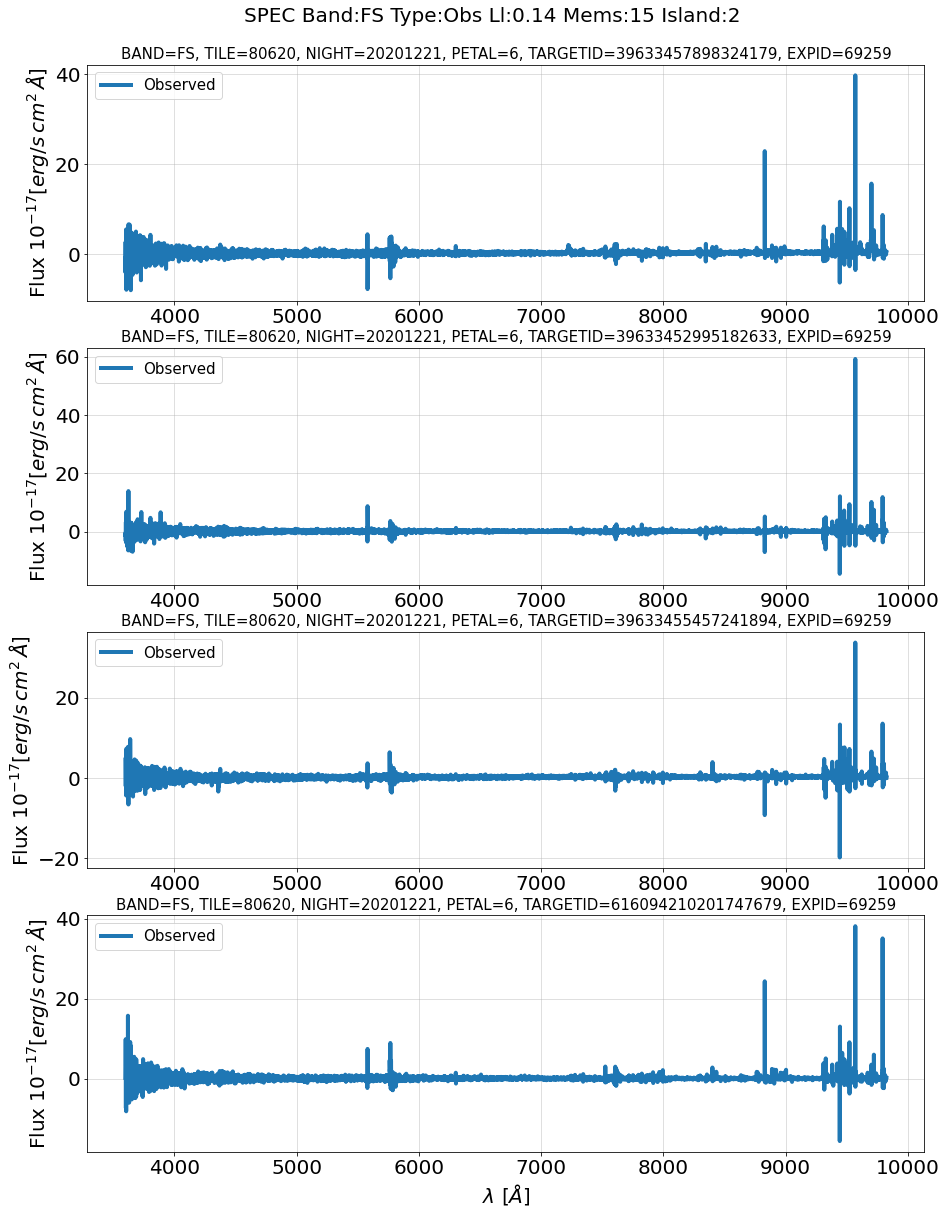 SPEC Band:FS Type:Obs Ll:0.14 Mems:15 Island:2
BAND=FS, TILE=80620, NIGHT=20201221, PETAL=6, TARGETID=39633457898324179, EXPID=69259
Observed
Flux 10^{-17}[erg/s cm^2 Å]
40
20
0
4000 5000 6000 7000 8000 9000 10000
BAND=FS, TILE=80620, NIGHT=20201221, PETAL=6, TARGETID=39633452995182633, EXPID=69259
Observed
Flux 10^{-17}[erg/s cm^2 Å]
60
40
20
0
4000 5000 6000 7000 8000 9000 10000
BAND=FS, TILE=80620, NIGHT=20201221, PETAL=6, TARGETID=39633455457241894, EXPID=69259
Observed
Flux 10^{-17}[erg/s cm^2 Å]
20
0
−20
4000 5000 6000 7000 8000 9000 10000
BAND=FS, TILE=80620, NIGHT=20201221, PETAL=6, TARGETID=616094210201747679, EXPID=69259
Observed
Flux 10^{-17}[erg/s cm^2 Å]
40
20
0
4000 5000 6000 7000 8000 9000 10000
λ [Å]